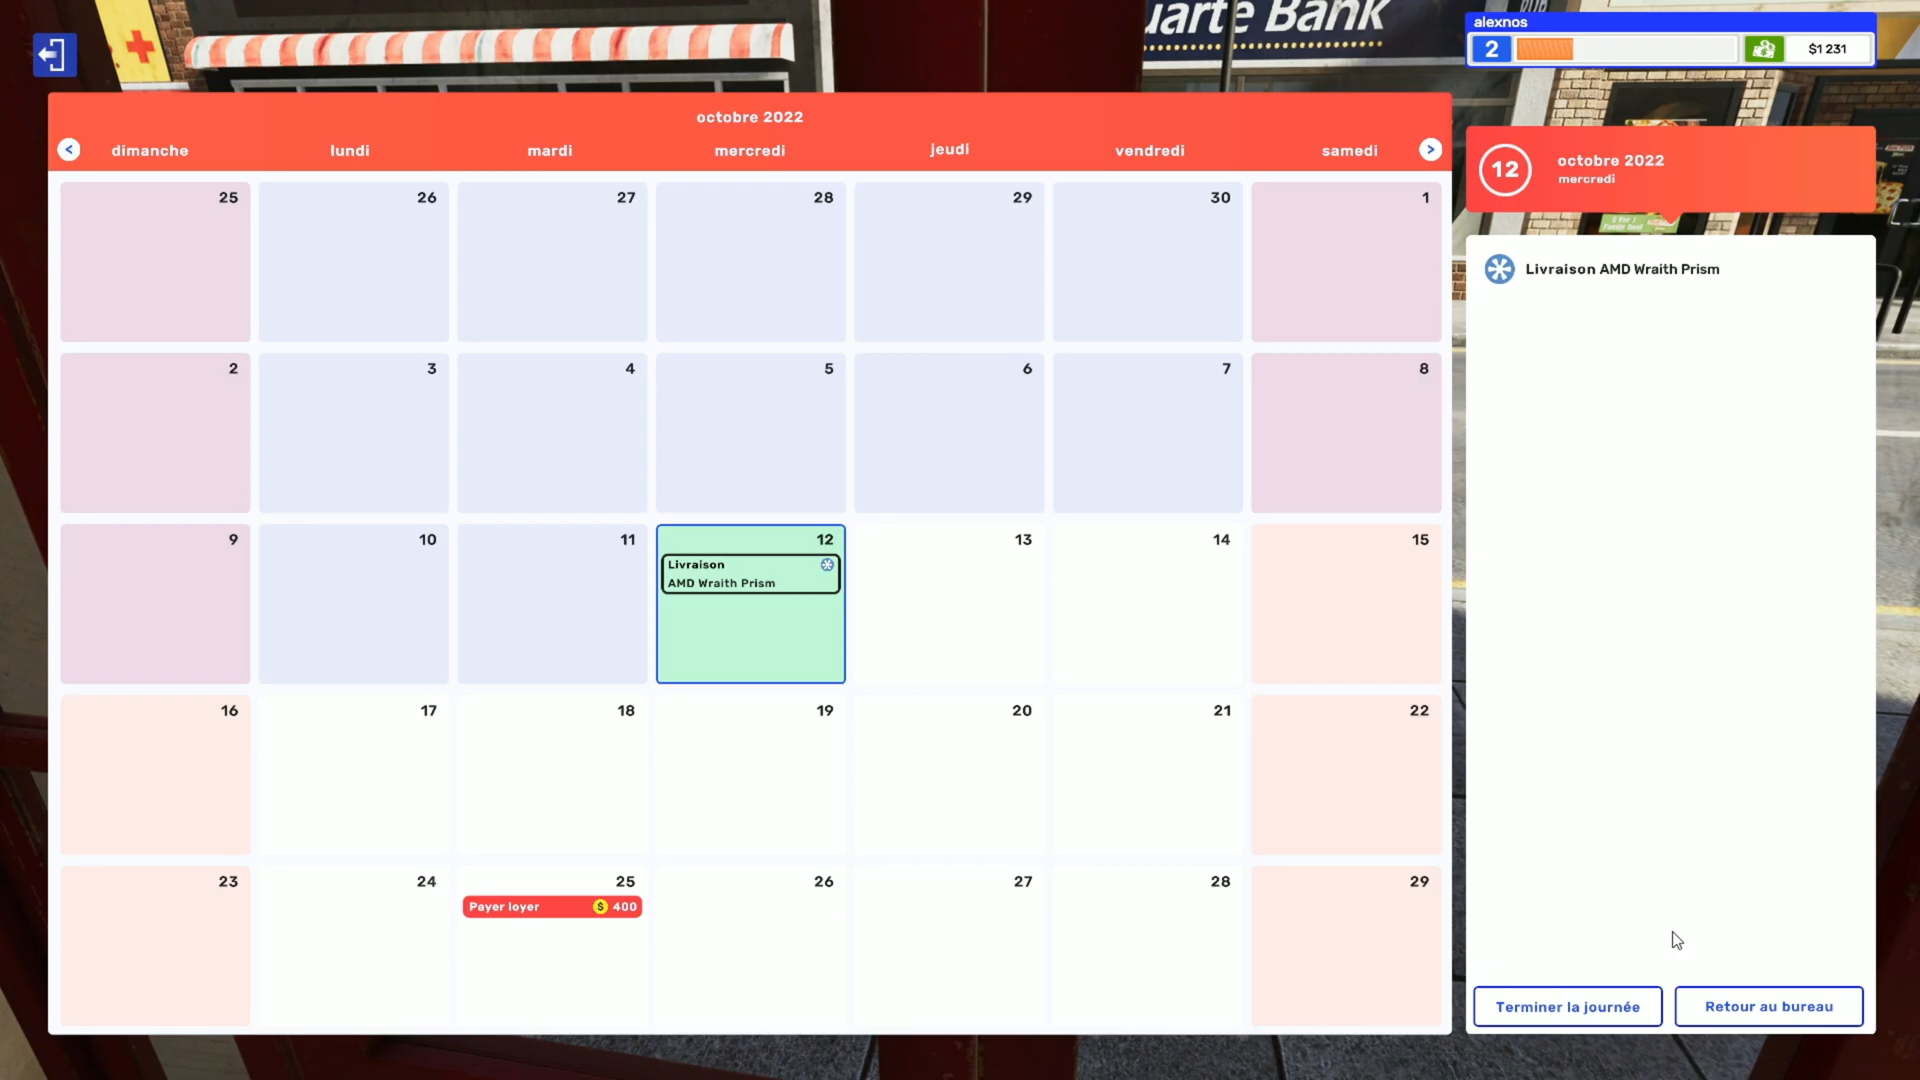 uarte Bank
alexnos
2
$1 231
octobre 2022
< dimanche lundi mardi mercredi jeudi vendredi samedi >
12 octobre 2022
mercredi
25 26 27 28 29 30 1
Livraison AMD Wraith Prism
2 3 4 5 6 7 8
9 10 11 12 13 14 15
Livraison
AMD Wraith Prism
16 17 18 19 20 21 22
23 24 25 26 27 28 29
Payer loyer $ 400
Terminer la journée Retour au bureau